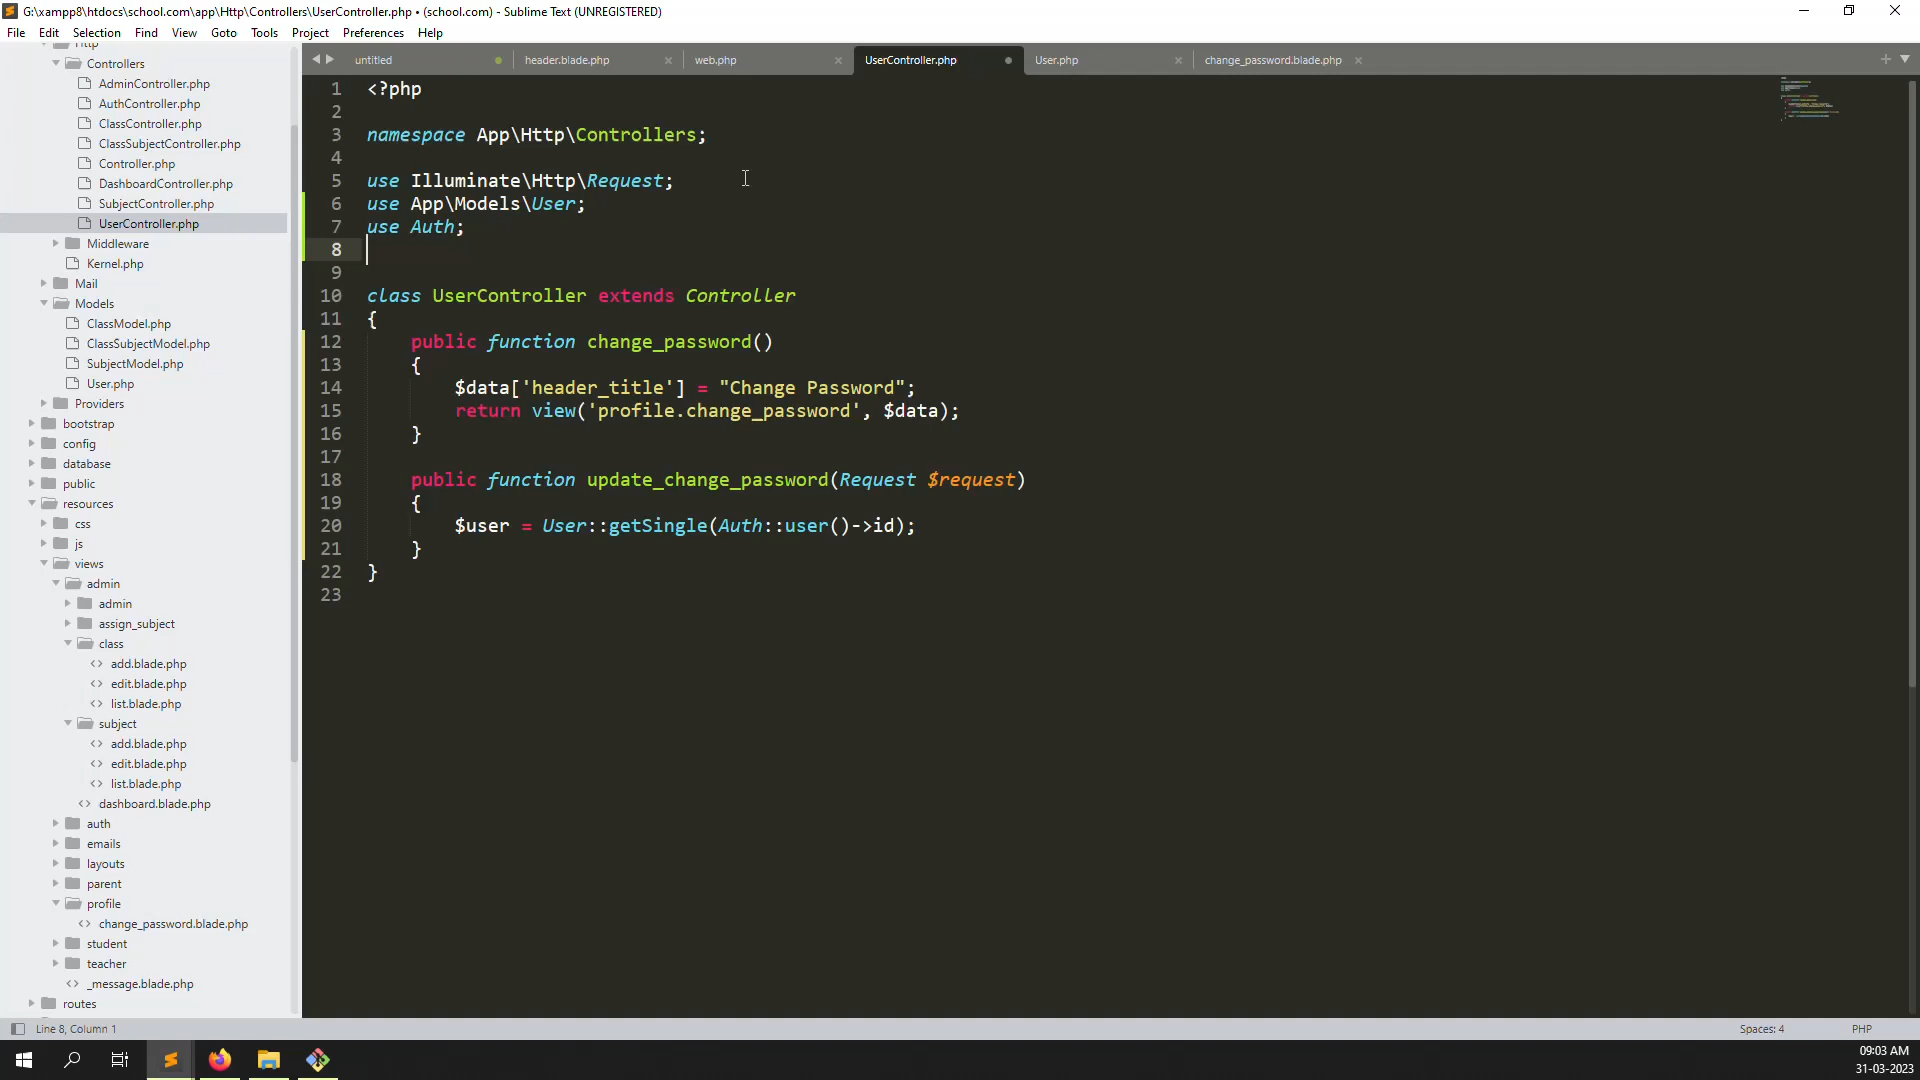 G:\xampp8\htdocs\school.com\app\Http\Controllers\UserController.php • (school.com) - Sublime Text (UNREGISTERED)
File Edit Selection Find View Goto Tools Project Preferences Help
Http
Controllers
AdminController.php
AuthController.php
ClassController.php
ClassSubjectController.php
Controller.php
DashboardController.php
SubjectController.php
UserController.php
Middleware
Kernel.php
Mail
Models
ClassModel.php
ClassSubjectModel.php
SubjectModel.php
User.php
Providers
bootstrap
config
database
public
resources
css
js
views
admin
admin
assign_subject
class
add.blade.php
edit.blade.php
list.blade.php
subject
add.blade.php
edit.blade.php
list.blade.php
dashboard.blade.php
auth
emails
layouts
parent
profile
change_password.blade.php
student
teacher
_message.blade.php
routes
untitled header.blade.php web.php UserController.php User.php change_password.blade.php
1 <?php
2
3 namespace App\Http\Controllers;
4
5 use Illuminate\Http\Request;
6 use App\Models\User;
7 use Auth;
8
9
10 class UserController extends Controller
11 {
12 public function change_password()
13 {
14 $data['header_title'] = "Change Password";
15 return view('profile.change_password', $data);
16 }
17
18 public function update_change_password(Request $request)
19 {
20 $user = User::getSingle(Auth::user()->id);
21 }
22 }
23
Line 8, Column 1
Spaces: 4
PHP
09:03 AM
31-03-2023